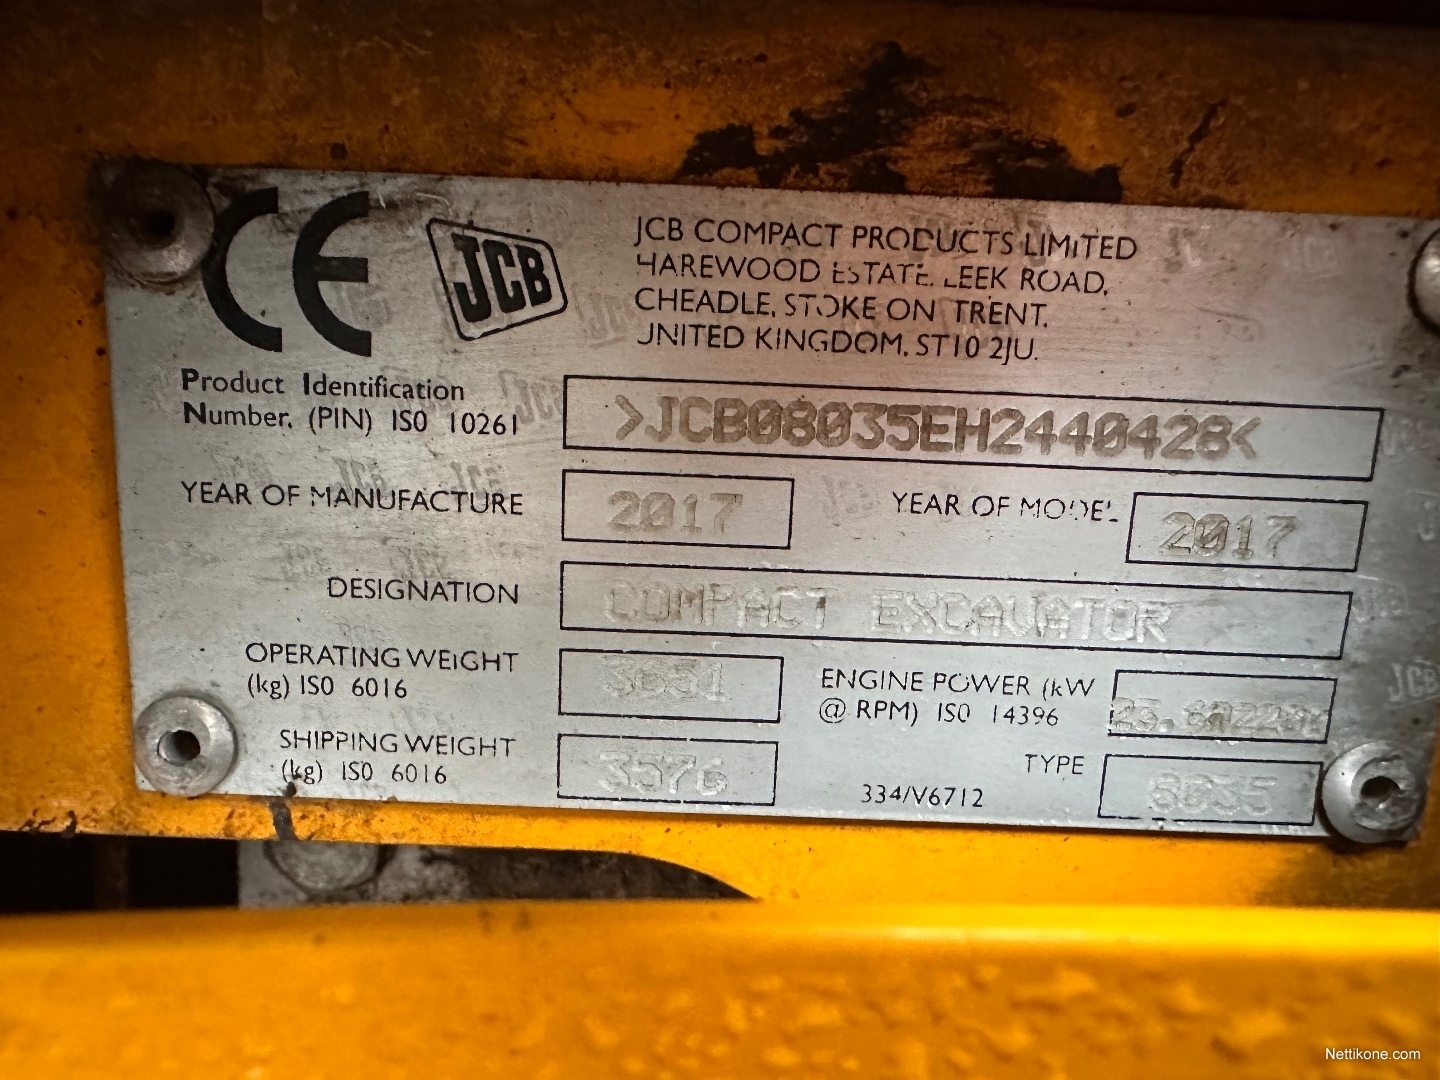 CE
JCB
JCB COMPACT PRODUCTS LIMITED
HAREWOOD ESTATE, LEEK ROAD,
CHEADLE, STOKE ON TRENT,
UNITED KINGDOM, ST10 2JU.
Product Identification
Number. (PIN) ISO 10261
>JCB08035EH2440428<
YEAR OF MANUFACTURE 2017 YEAR OF MODEL 2017
DESIGNATION COMPACT EXCAVATOR
OPERATING WEIGHT
(kg) ISO 6016
ENGINE POWER (kW
@ RPM) ISO 14396
SHIPPING WEIGHT
(kg) ISO 6016
3576
TYPE
334/V6712
8035
Nettikone.com